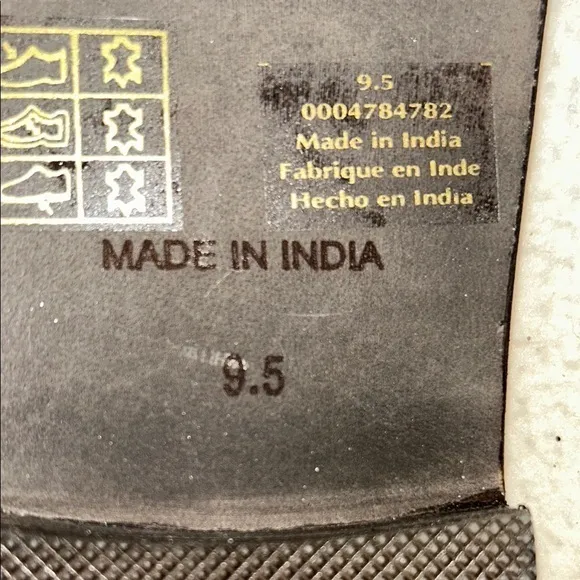 9.5
0004784782
Made in India
Fabrique en Inde
Hecho en India
MADE IN INDIA
9.5